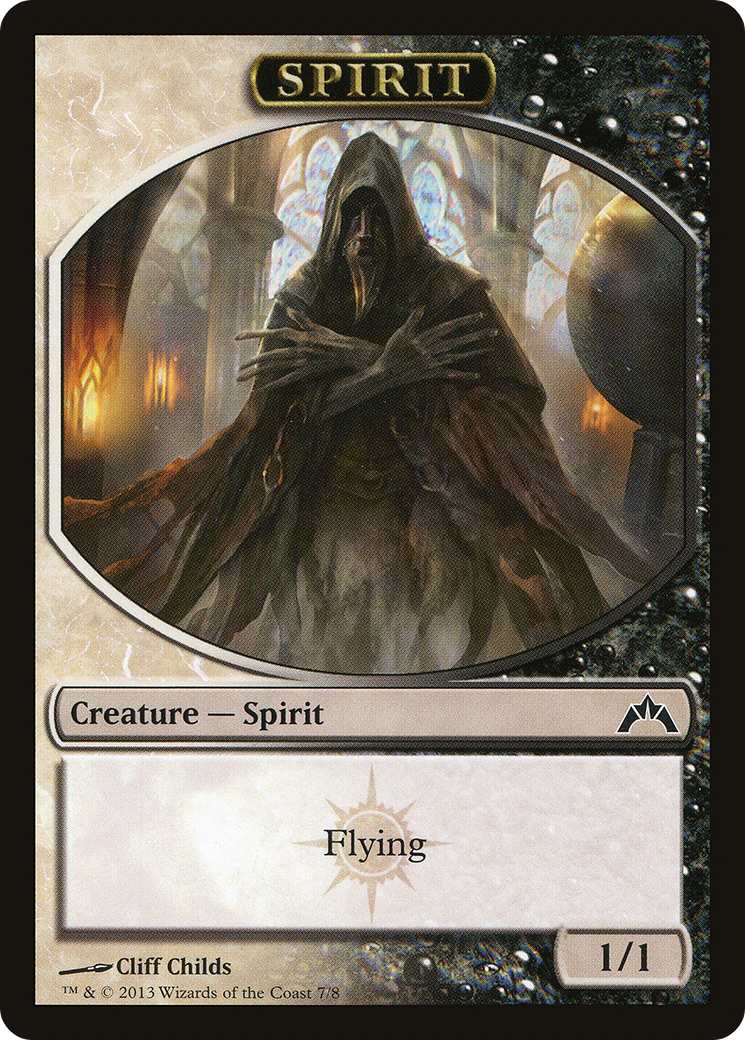 SPIRIT
Creature — Spirit
Flying
1/1
Cliff Childs
™ & © 2013 Wizards of the Coast 7/8